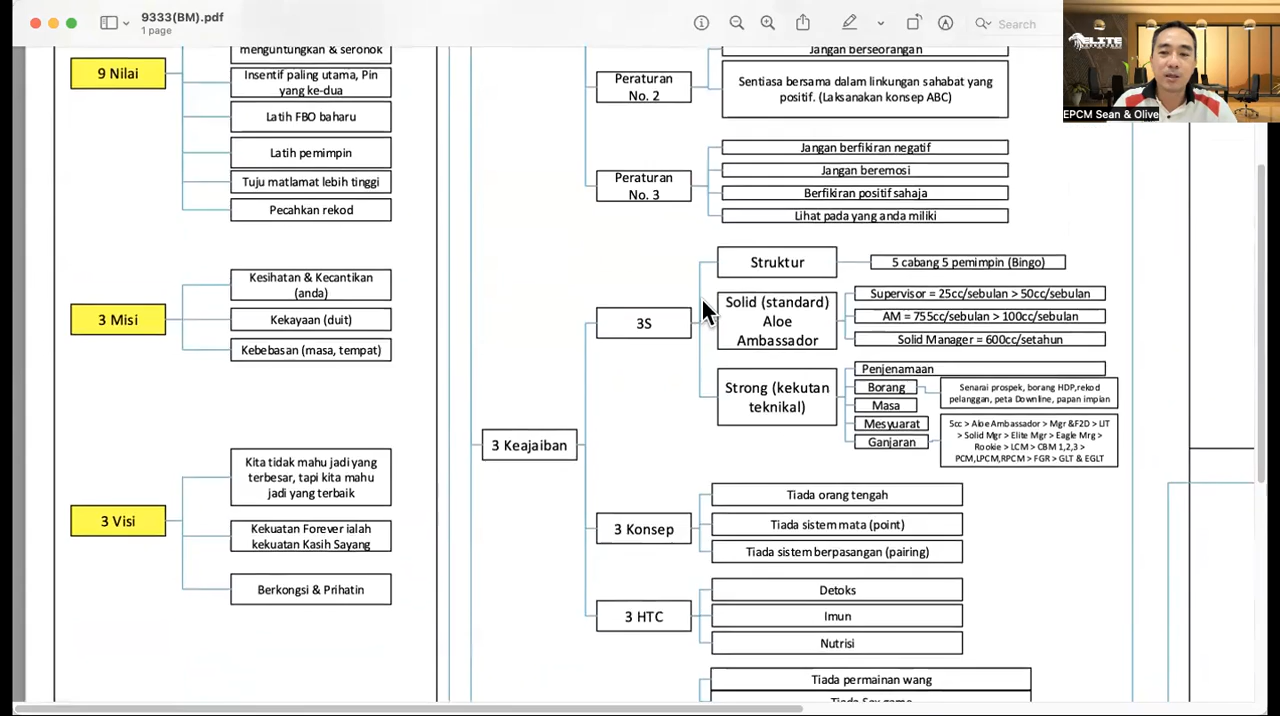 9333(BM).pdf
1 page
Search
ELITE
EPCM Sean & Olive
9 Nilai
menguntungkan & seronok
Insentif paling utama, Pin
yang ke-dua
Latih FBO baharu
Latih pemimpin
Tuju matlamat lebih tinggi
Pecahkan rekod
3 Misi
Kesihatan & Kecantikan
(anda)
Kekayaan (duit)
Kebebasan (masa, tempat)
3 Visi
Kita tidak mahu jadi yang
terbesar, tapi kita mahu
jadi yang terbaik
Kekuatan Forever ialah
kekuatan Kasih Sayang
Berkongsi & Prihatin
Jangan berseorangan
Peraturan
No. 2
Sentiasa bersama dalam linkungan sahabat yang
positif. (Laksanakan konsep ABC)
Peraturan
No. 3
Jangan berfikiran negatif
Jangan beremosi
Berfikiran positif sahaja
Lihat pada yang anda miliki
3 Keajaiban
3S
Struktur
5 cabang 5 pemimpin (Bingo)
Solid (standard)
Aloe
Ambassador
Supervisor = 25cc/sebulan > 50cc/sebulan
AM = 755cc/sebulan > 100cc/sebulan
Solid Manager = 600cc/setahun
Strong (kekutan
teknikal)
Penjenamaan
Borang
Senarai prospek, borang HDP,rekod
pelanggan, peta Downline, papan impian
Masa
Mesyuarat
Ganjaran
5cc > Aloe Ambassador > Mgr &F2D > LIT
> Solid Mgr > Elite Mgr > Eagle Mrg >
Rookie > LCM > CBM 1,2,3 >
PCM,LPCM,RPCM > FGR > GLT & EGLT
3 Konsep
Tiada orang tengah
Tiada sistem mata (point)
Tiada sistem berpasangan (pairing)
3 HTC
Detoks
Imun
Nutrisi
Tiada permainan wang